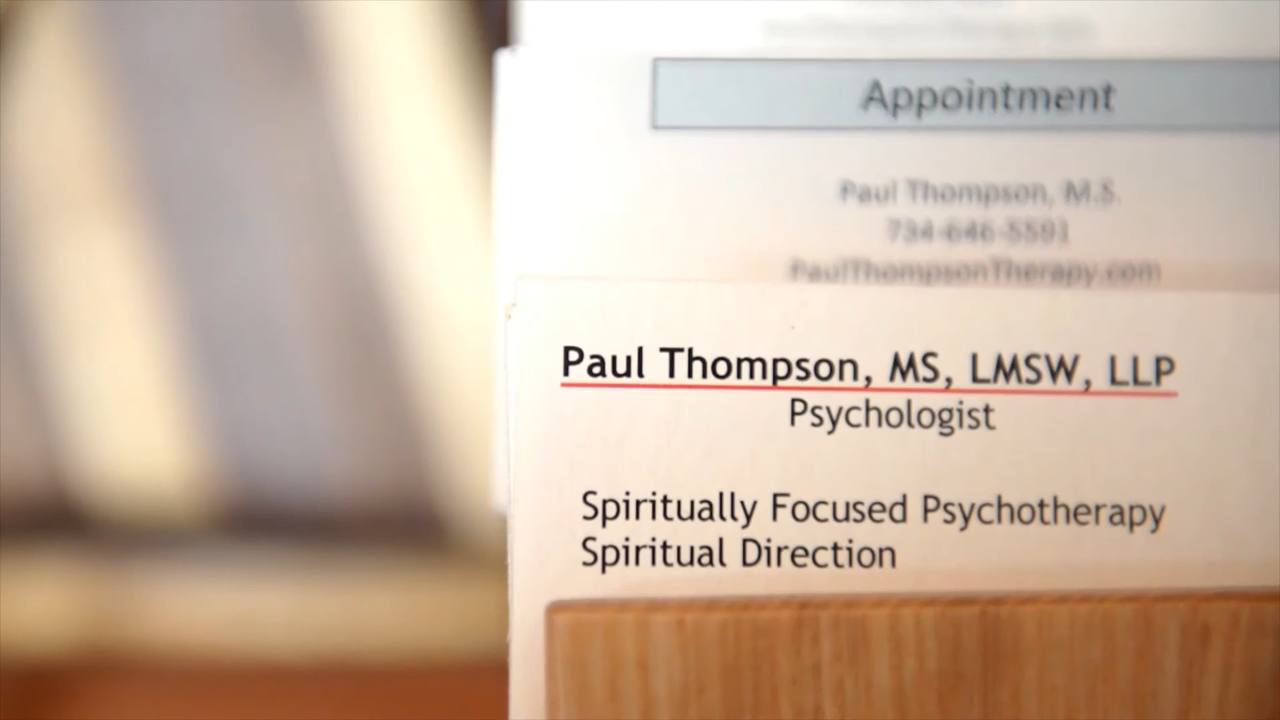 Appointment
Paul Thompson, M.S.
734-646-5591
PaulThompsonTherapy.com
Paul Thompson, MS, LMSW, LLP
Psychologist
Spiritually Focused Psychotherapy
Spiritual Direction